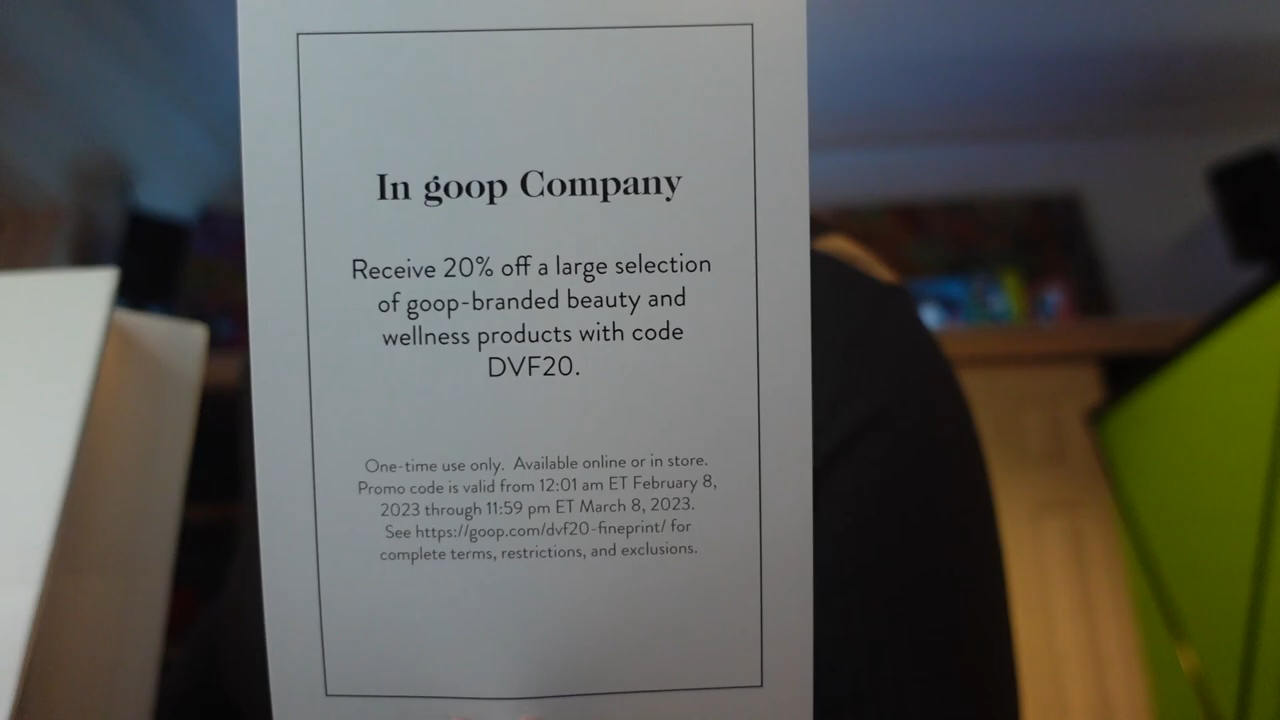 In goop Company
Receive 20% off a large selection
of goop-branded beauty and
wellness products with code
DVF20.
One-time use only. Available online or in store.
Promo code is valid from 12:01 am ET February 8,
2023 through 11:59 pm ET March 8, 2023.
See https://goop.com/dvf20-fineprint/ for
complete terms, restrictions, and exclusions.